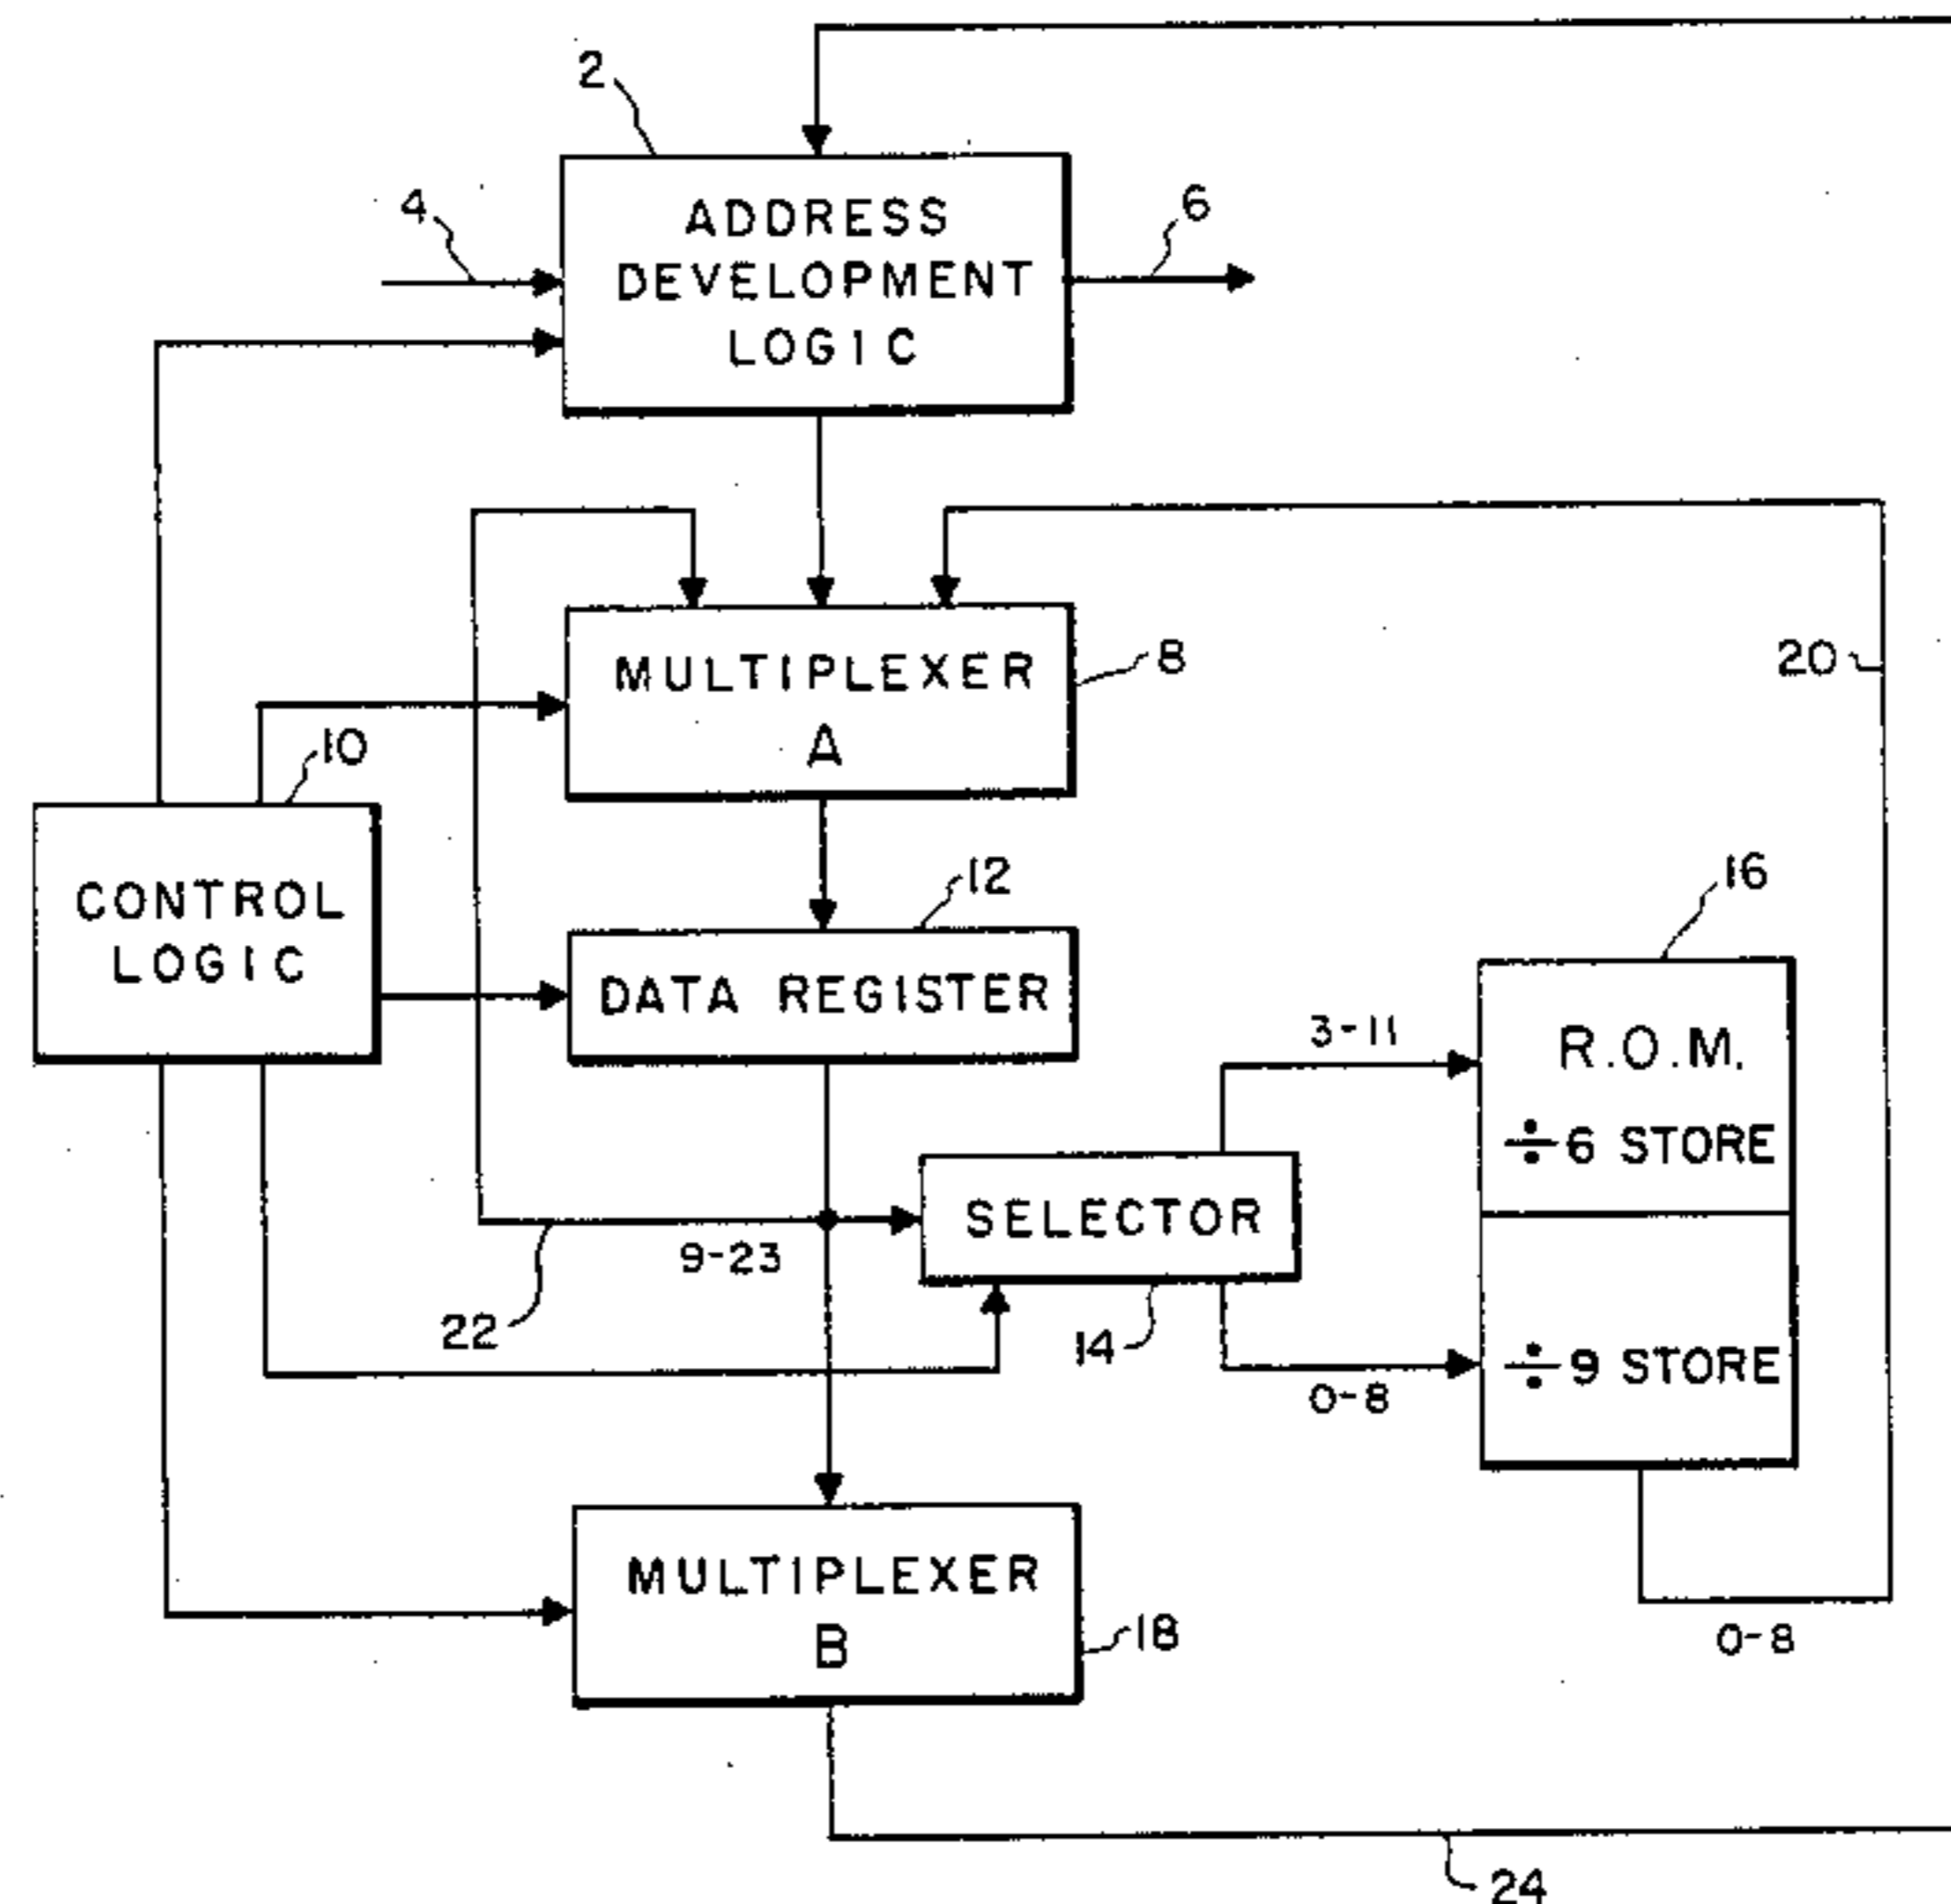 2
4
ADDRESS
DEVELOPMENT
LOGIC
6
MULTIPLEXER
A
8
20
10
CONTROL
LOGIC
12
DATA REGISTER
16
3-11
R.O.M.
÷6 STORE
SELECTOR
9-23
22
14
÷9 STORE
0-8
MULTIPLEXER
B
18
0-8
24